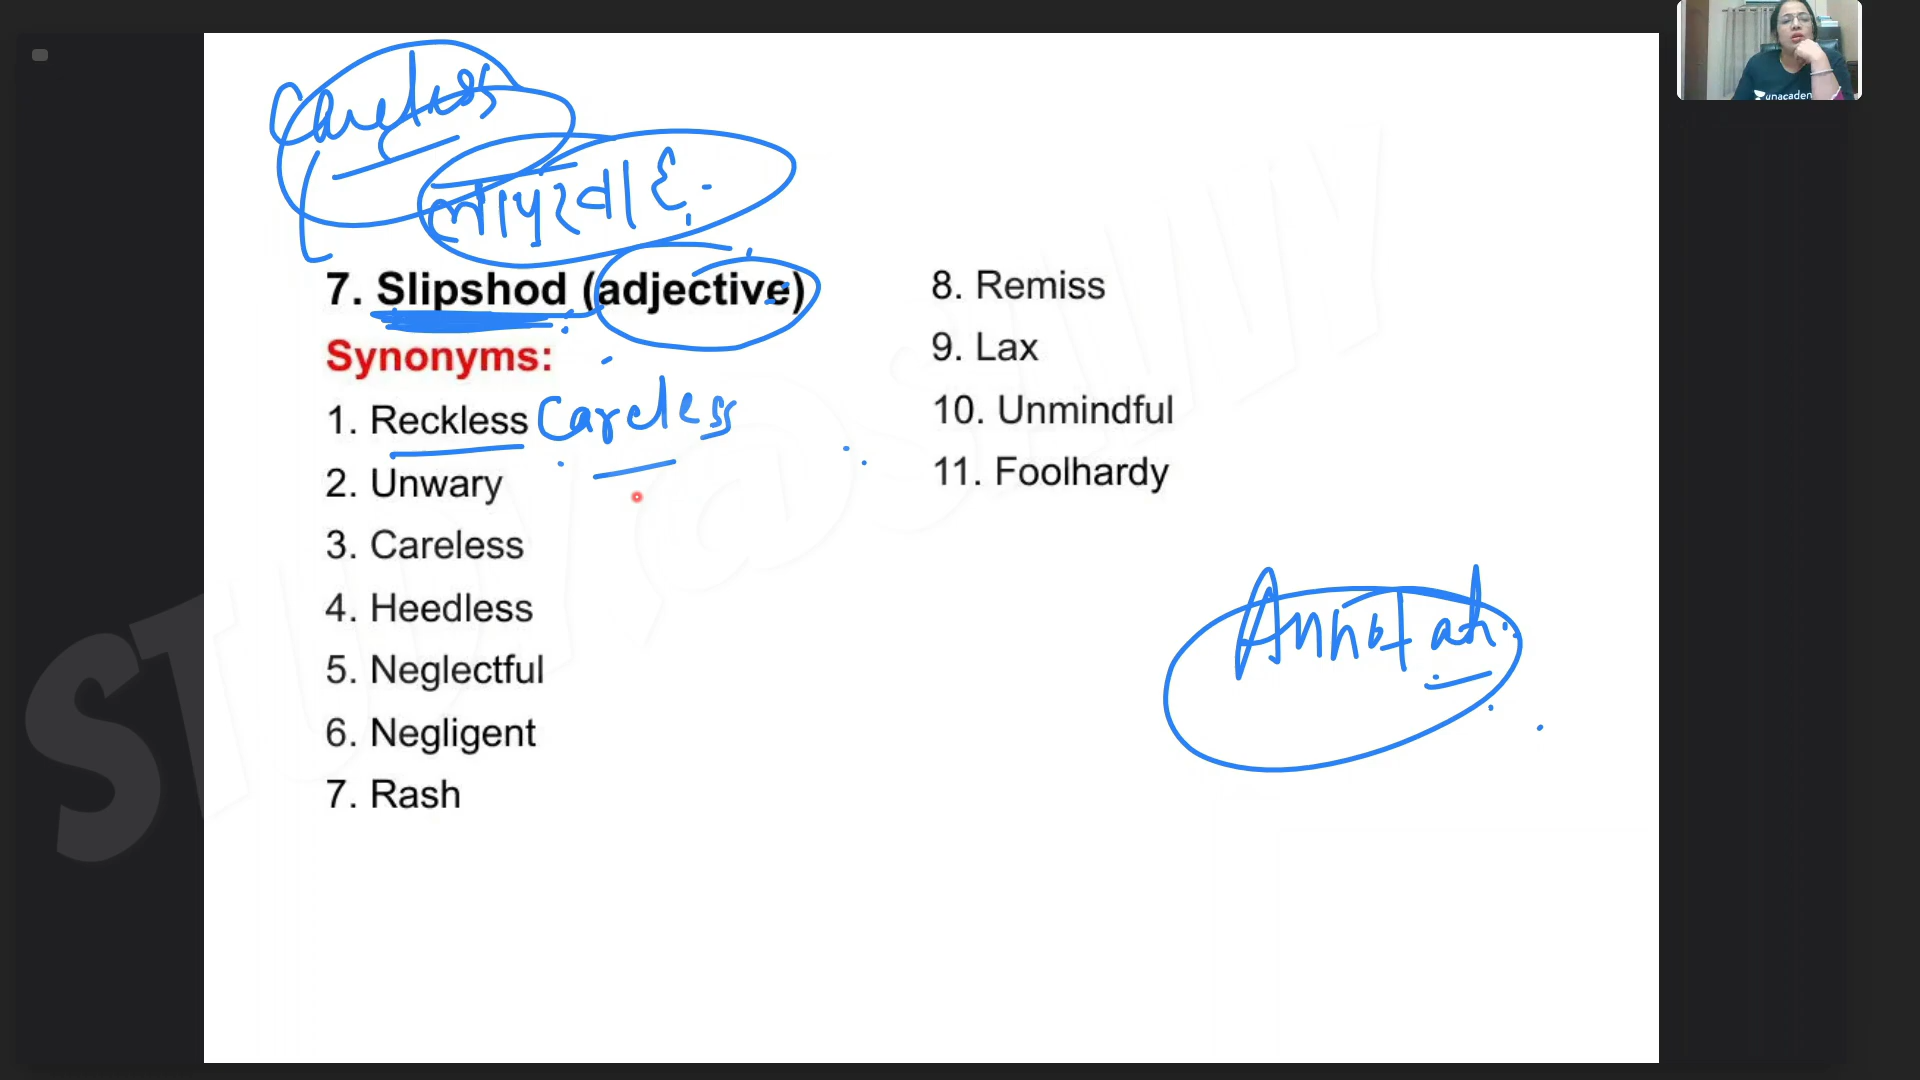 Careless
लापरवाह
7. Slipshod (adjective)
Synonyms:
1. Reckless Careless
2. Unwary
3. Careless
4. Heedless
5. Neglectful
6. Negligent
7. Rash
8. Remiss
9. Lax
10. Unmindful
11. Foolhardy
unacadem